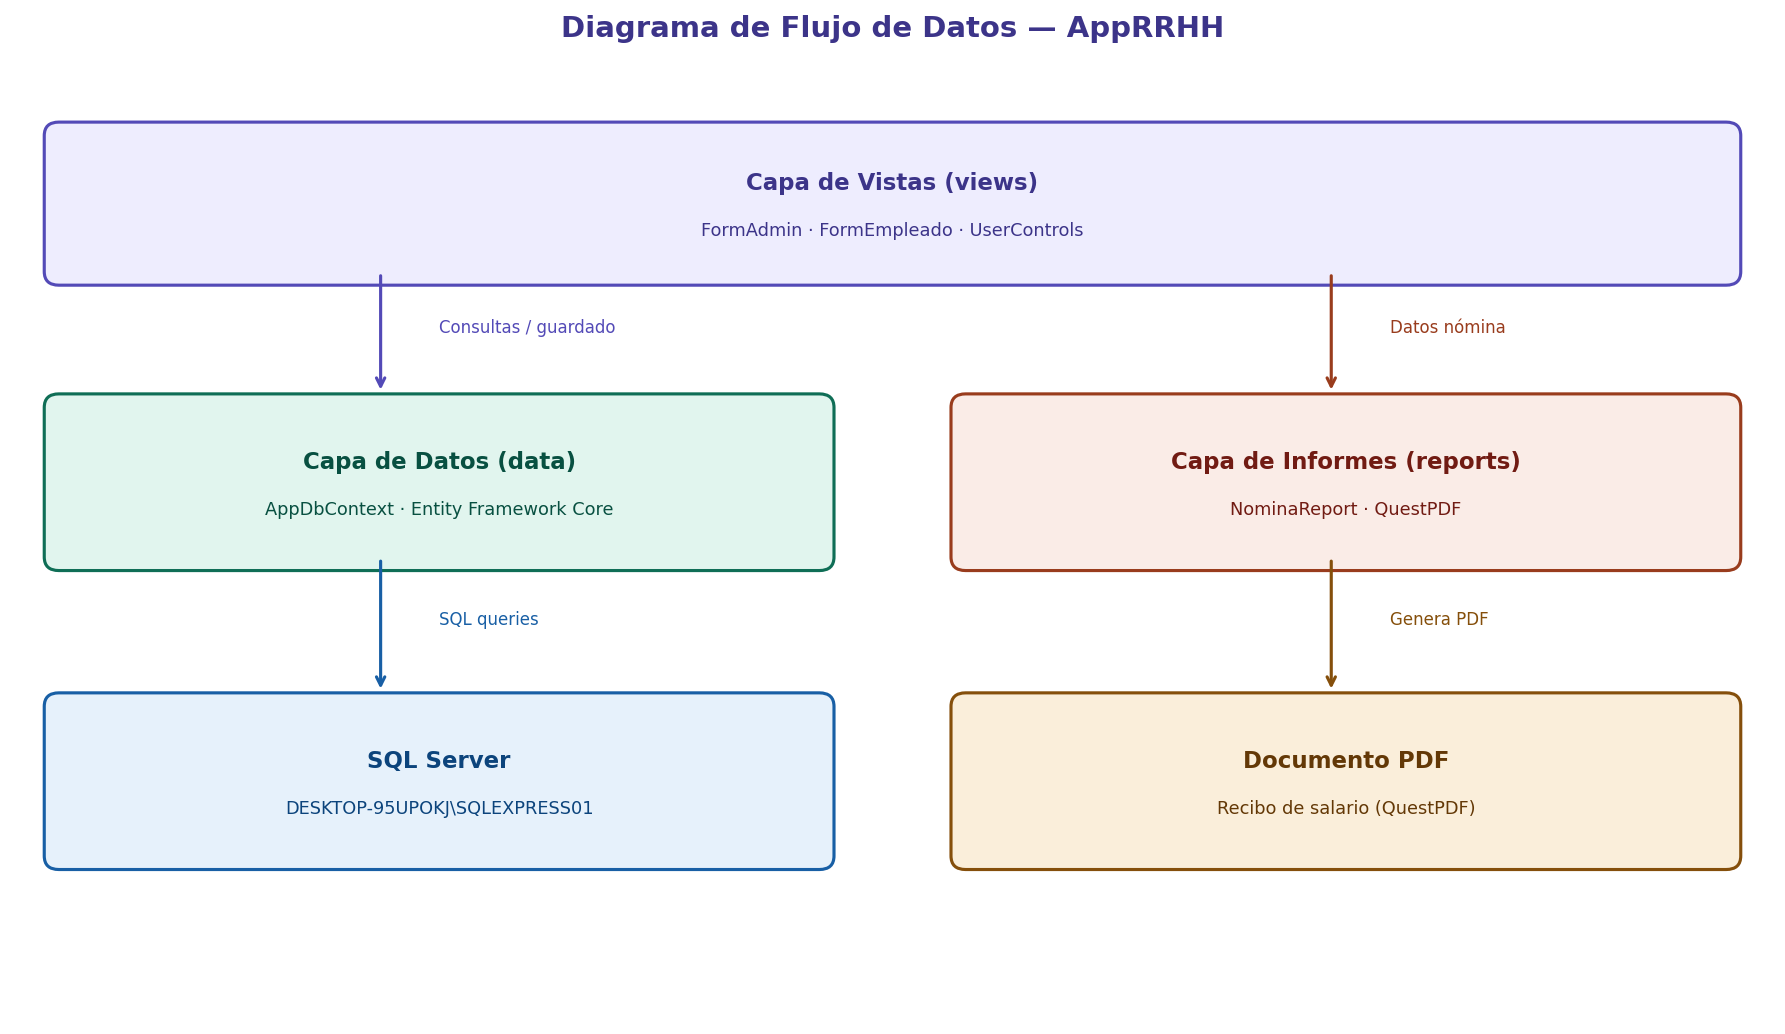 Diagrama de Flujo de Datos — AppRRHH
Capa de Vistas (views)
FormAdmin · FormEmpleado · UserControls
Consultas / guardado
Datos nómina
Capa de Datos (data)
AppDbContext · Entity Framework Core
Capa de Informes (reports)
NominaReport · QuestPDF
SQL queries
Genera PDF
SQL Server
DESKTOP-95UPOKJ\SQLEXPRESS01
Documento PDF
Recibo de salario (QuestPDF)